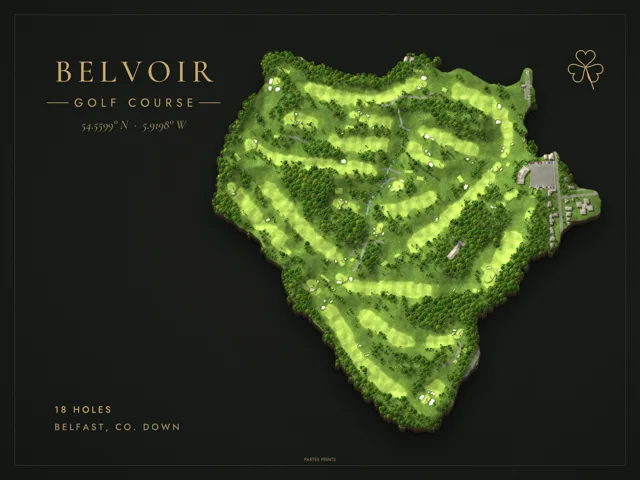 BELVOIR
GOLF COURSE
54.5599° N · 5.9198° W
18 HOLES
BELFAST, CO. DOWN
PARTEE PRINTS